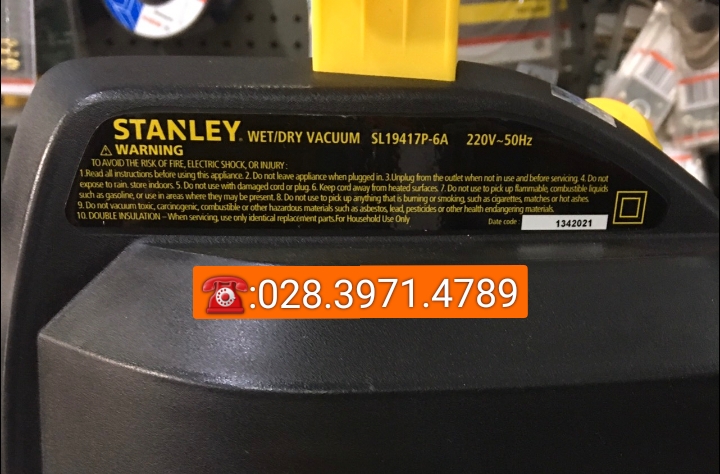 STANLEY® WET/DRY VACUUM SL19417P-6A 220V~50Hz
⚠ WARNING
TO AVOID THE RISK OF FIRE, ELECTRIC SHOCK, OR INJURY :
1.Read all instructions before using this appliance. 2. Do not leave appliance when plugged in. 3.Unplug from the outlet when not in use and before servicing. 4. Do not
expose to rain. store indoors. 5. Do not use with damaged cord or plug. 6. Keep cord away from heated surfaces. 7. Do not use to pick up flammable, combustible liquids
such as gasoline, or use in areas where they may be present. 8. Do not use to pick up anything that is burning or smoking, such as cigarettes, matches or hot ashes.
9. Do not vacuum toxic, carcinogenic, combustible or other hazardous materials such as asbestos, lead, pesticides or other health endangering materials.
10. DOUBLE INSULATION – When servicing, use only identical replacement parts.For Household Use Only
Date code 1342021
☎:028.3971.4789